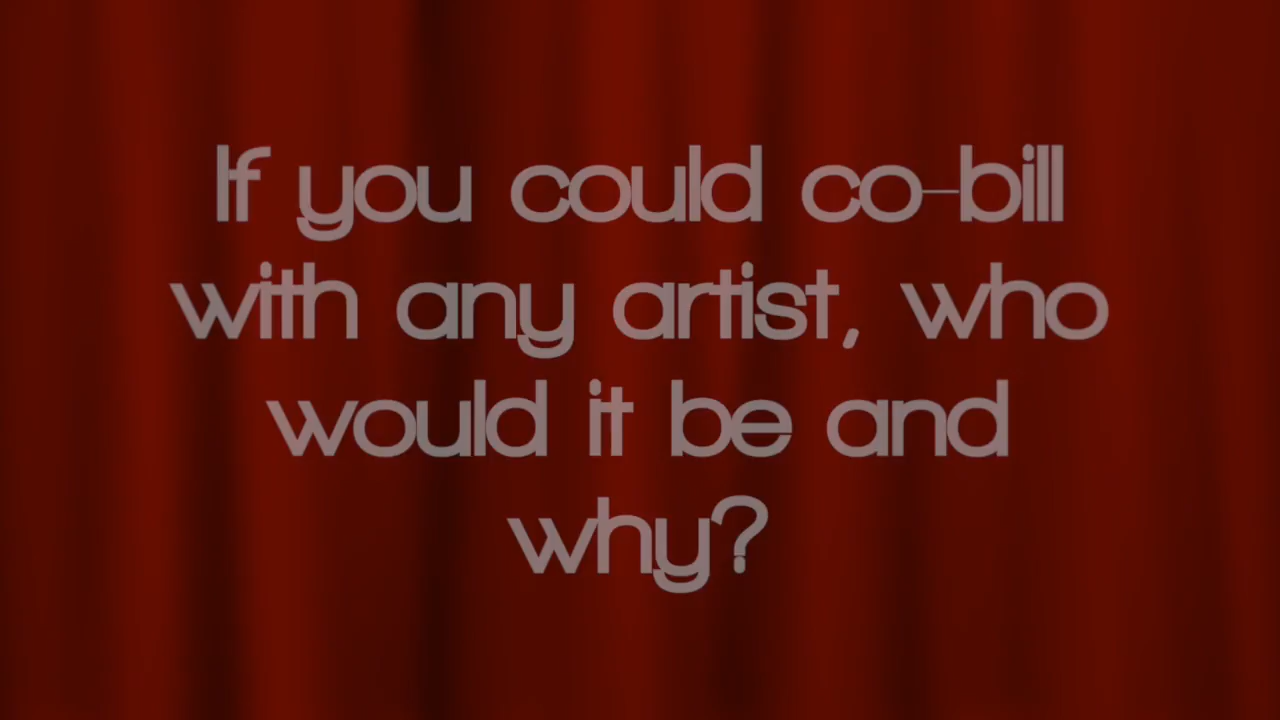 If you could co-bill
with any artist, who
would it be and
why?